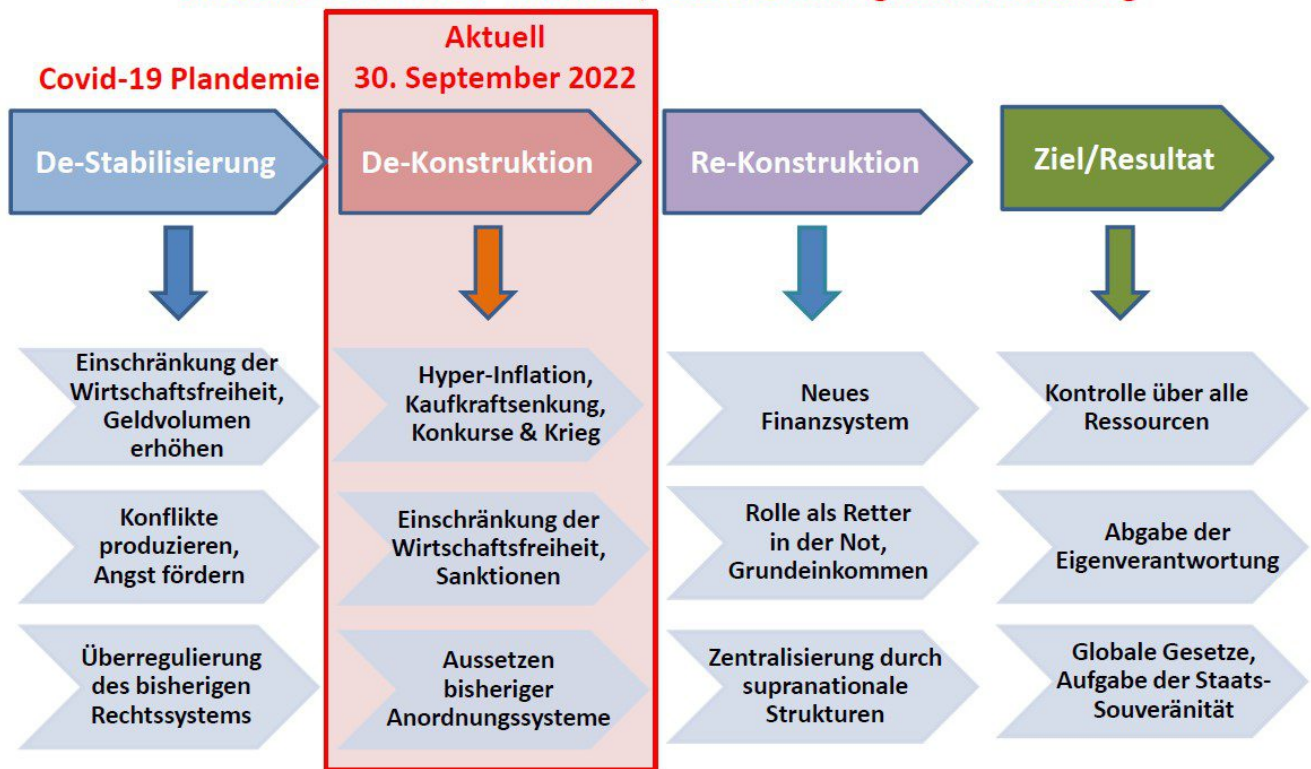 Aktuell
Covid-19 Plandemie
30. September 2022
De-Stabilisierung
De-Konstruktion
Re-Konstruktion
Ziel/Resultat
Einschränkung der
Wirtschaftsfreiheit,
Geldvolumen
erhöhen
Hyper-Inflation,
Kaufkraftsenkung,
Konkurse & Krieg
Neues
Finanzsystem
Kontrolle über alle
Ressourcen
Konflikte
produzieren,
Angst fördern
Einschränkung der
Wirtschaftsfreiheit,
Sanktionen
Rolle als Retter
in der Not,
Grundeinkommen
Abgabe der
Eigenverantwortung
Überregulierung
des bisherigen
Rechtssystems
Aussetzen
bisheriger
Anordnungssysteme
Zentralisierung durch
supranationale
Strukturen
Globale Gesetze,
Aufgabe der Staats-
Souveränität